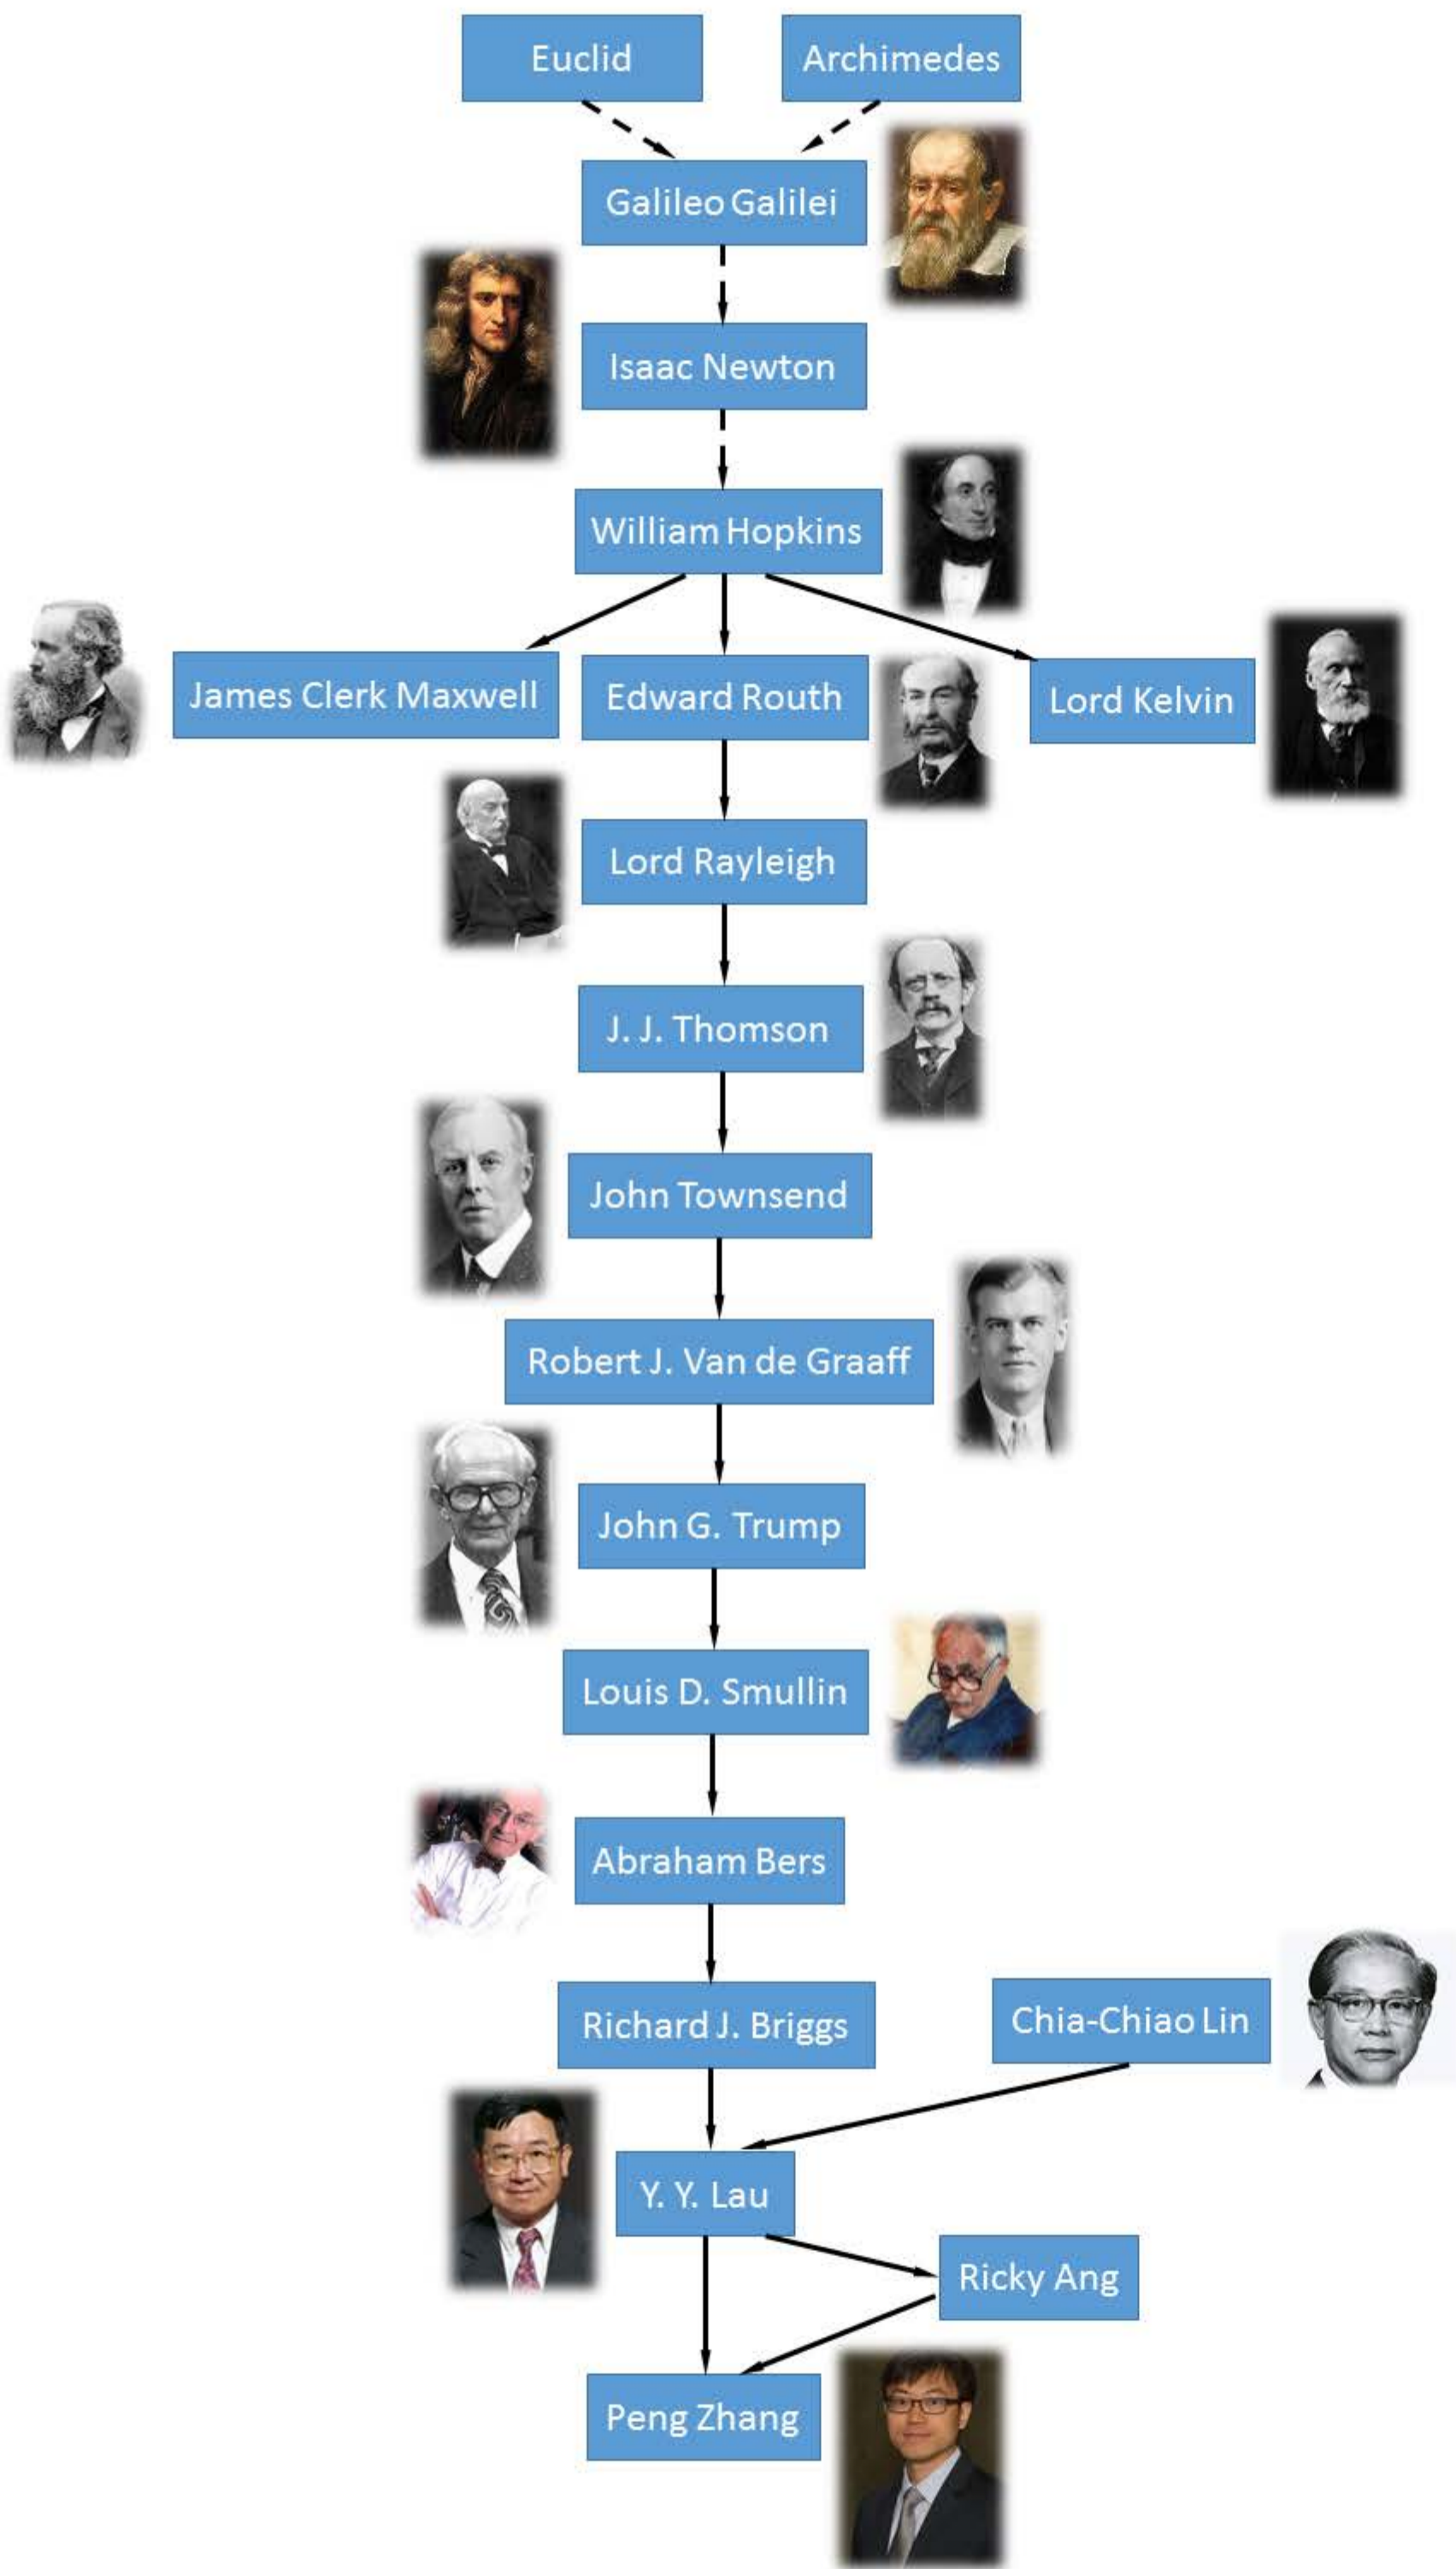 Euclid
Archimedes
Galileo Galilei
Isaac Newton
William Hopkins
James Clerk Maxwell
Edward Routh
Lord Kelvin
Lord Rayleigh
J. J. Thomson
John Townsend
Robert J. Van de Graaff
John G. Trump
Louis D. Smullin
Abraham Bers
Richard J. Briggs
Chia-Chiao Lin
Y. Y. Lau
Ricky Ang
Peng Zhang